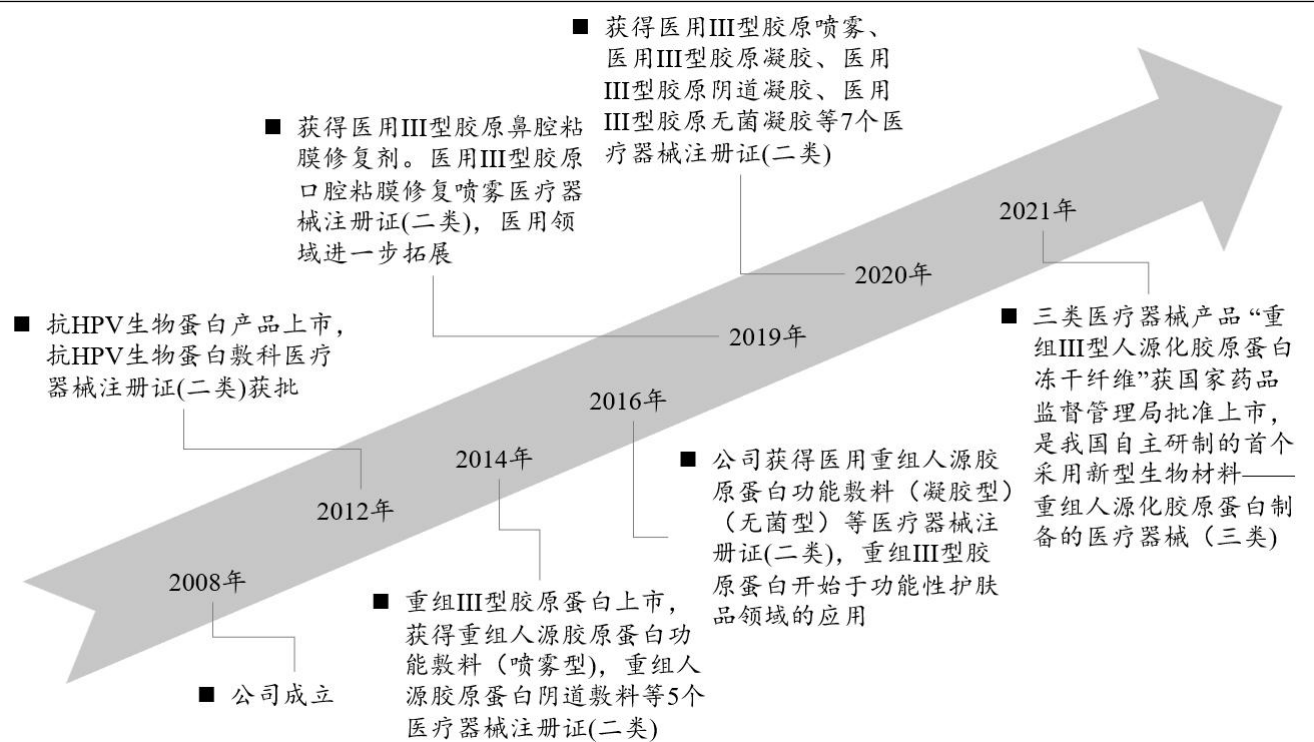 ■ 获得医用III型胶原喷雾、
医用III型胶原凝胶、医用
III型胶原阴道凝胶、医用
III型胶原无菌凝胶等7个医
疗器械注册证(二类)
■ 获得医用III型胶原鼻腔粘
膜修复剂。医用III型胶原
口腔粘膜修复喷雾医疗器
械注册证(二类)，医用领
域进一步拓展
■ 抗HPV生物蛋白产品上市，
抗HPV生物蛋白敷科医疗
器械注册证(二类)获批
2021年
2020年
2019年
2016年
2014年
2012年
2008年
■ 公司成立
■ 重组III型胶原蛋白上市，
获得重组人源胶原蛋白功
能敷料（喷雾型)，重组人
源胶原蛋白阴道敷料等5个
医疗器械注册证(二类)
■ 公司获得医用重组人源胶
原蛋白功能敷料（凝胶型）
（无菌型）等医疗器械注
册证(二类)，重组III型胶
原蛋白开始于功能性护肤
品领域的应用
■ 三类医疗器械产品“重
组III型人源化胶原蛋白
冻干纤维”获国家药品
监督管理局批准上市，
是我国自主研制的首个
采用新型生物材料——
重组人源化胶原蛋白制
备的医疗器械（三类)